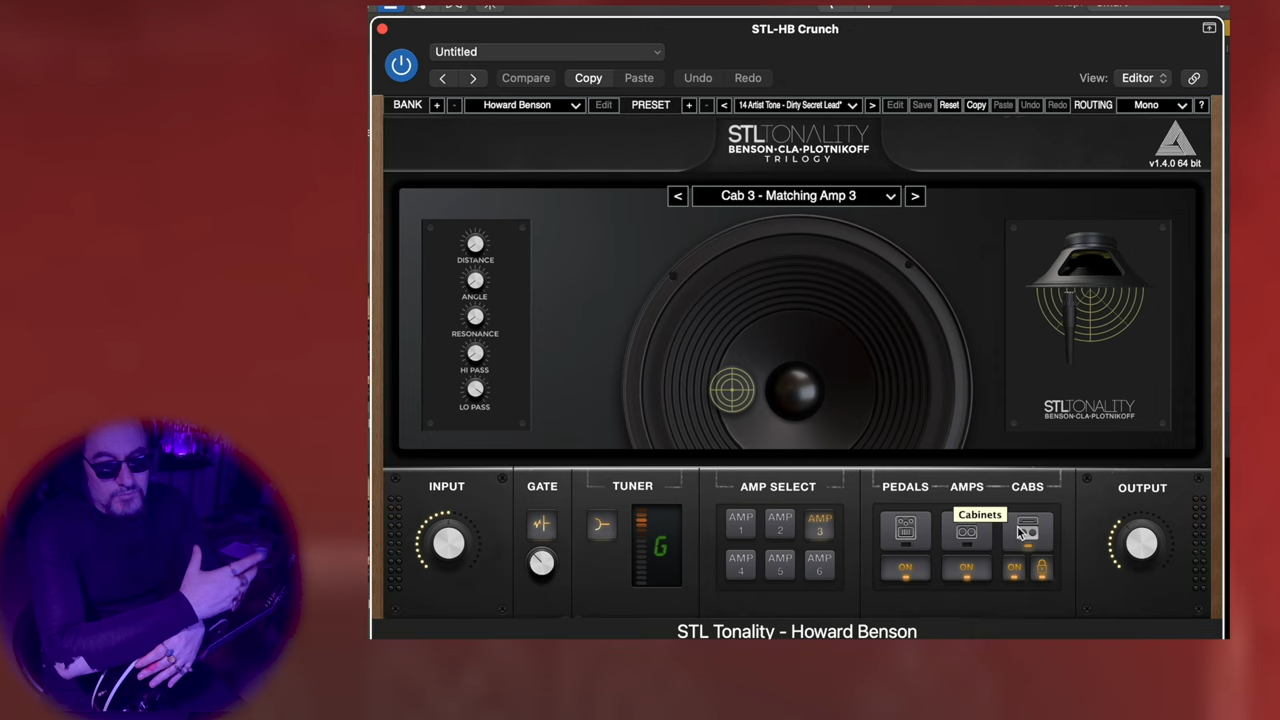 STL-HB Crunch
Untitled
Compare Copy Paste Undo Redo View: Editor
BANK + - Howard Benson Edit PRESET + - < 14 Artist Tone - Dirty Secret Lead* > Edit Save Reset Copy Paste Undo Redo ROUTING Mono ?
STL TONALITY
BENSON•CLA•PLOTNIKOFF
TRILOGY
v1.4.0 64 bit
< Cab 3 - Matching Amp 3 >
DISTANCE
ANGLE
RESONANCE
HI PASS
LO PASS
STL TONALITY
BENSON•CLA•PLOTNIKOFF
INPUT GATE TUNER AMP SELECT PEDALS AMPS CABS OUTPUT
Cabinets
AMP 1 AMP 2 AMP 3
G
AMP 4 AMP 5 AMP 6
ON ON ON
STL Tonality - Howard Benson